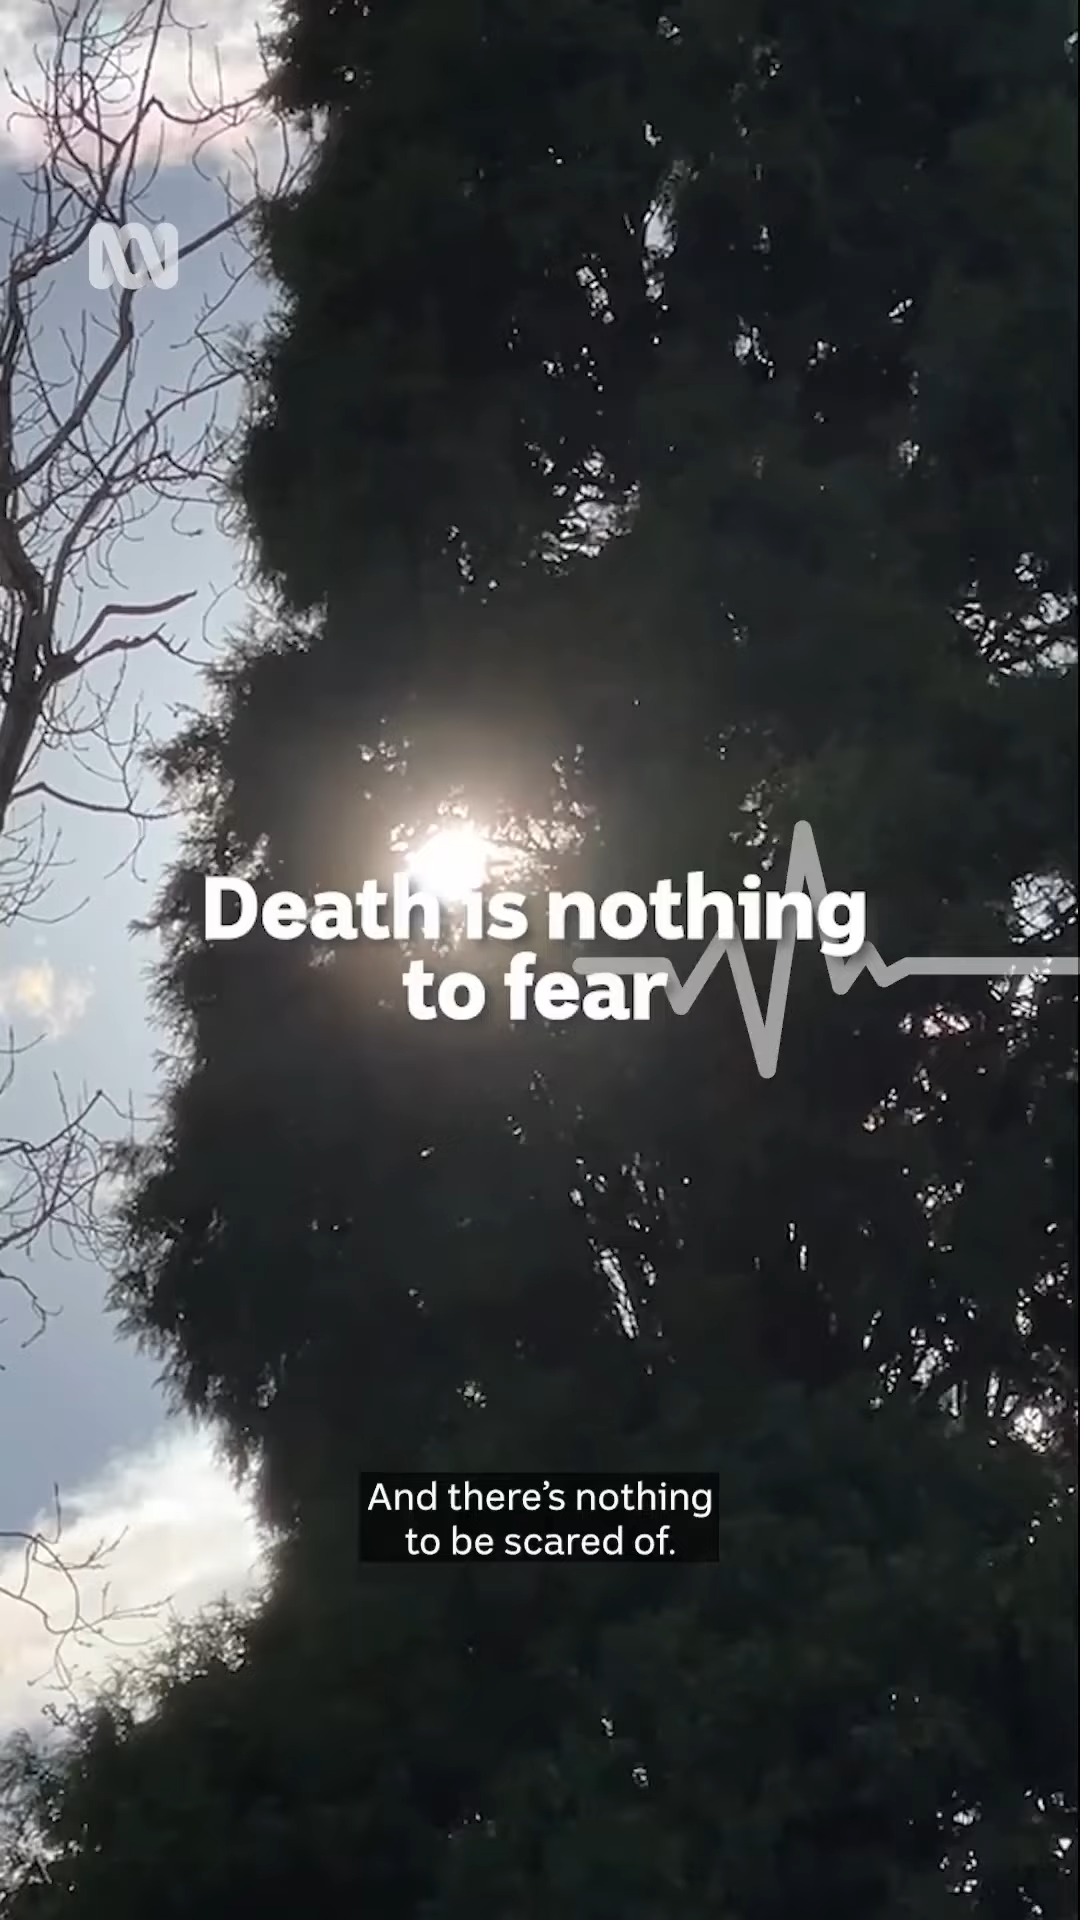 Death is nothing
to fear
And there's nothing
to be scared of.